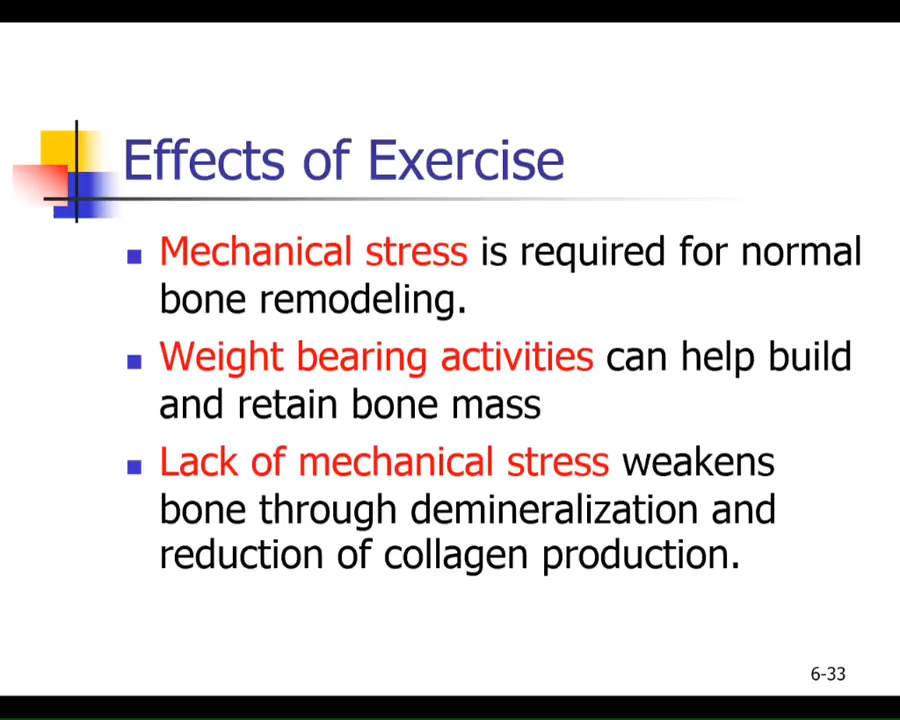 Effects of Exercise
Mechanical stress is required for normal
bone remodeling.
Weight bearing activities can help build
and retain bone mass
Lack of mechanical stress weakens
bone through demineralization and
reduction of collagen production.
6-33